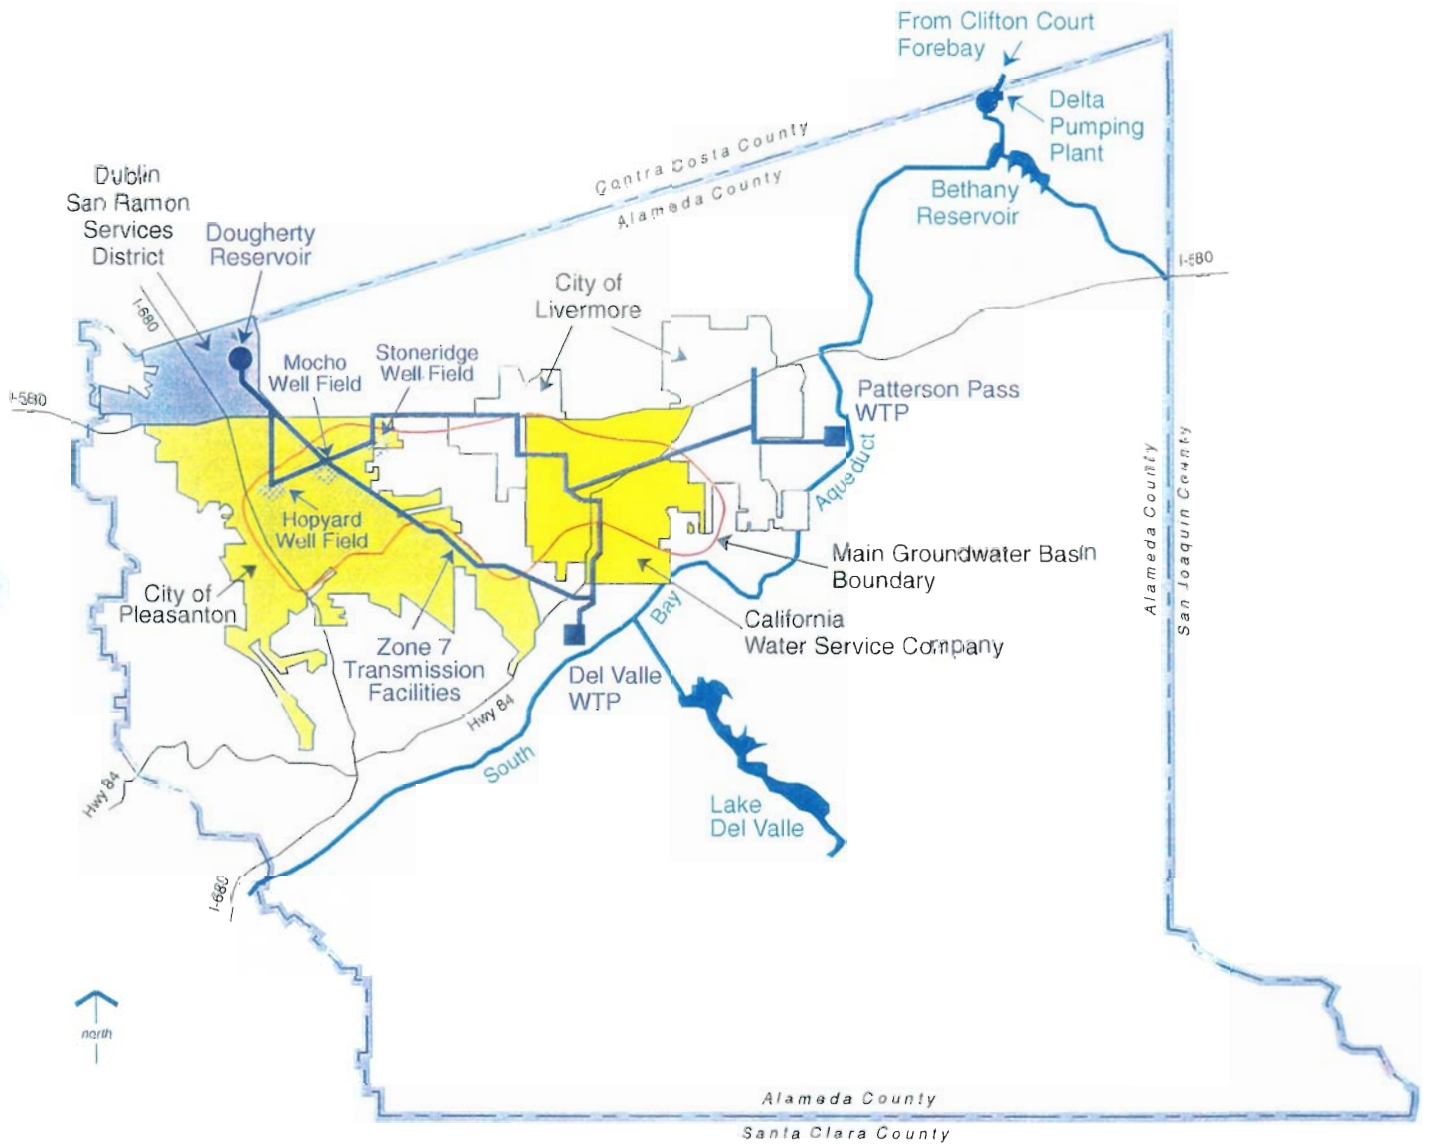 From Clifton Court
Forebay
Delta
Pumping
Plant
Contra Costa County
Alameda County
Bethany
Reservoir
Dublin
San Ramon
Services
District
Dougherty
Reservoir
I-580
I-680
City of
Livermore
Mocho
Well Field
Stoneridge
Well Field
Patterson Pass
WTP
I-580
Aqueduct
Alameda County
San Joaquin County
Hopyard
Well Field
Main Groundwater Basin
Boundary
City of
Pleasanton
California
Water Service Company
Bay
Zone 7
Transmission
Facilities
Del Valle
WTP
Hwy 84
South
Hwy 84
Lake
Del Valle
I-680
north
Alameda County
Santa Clara County